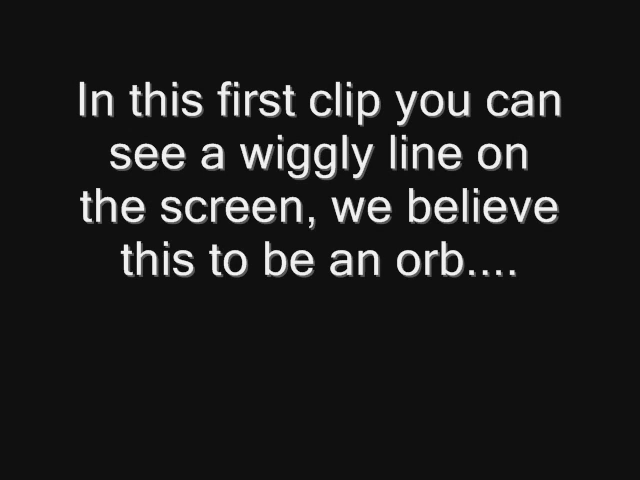 In this first clip you can
see a wiggly line on
the screen, we believe
this to be an orb....